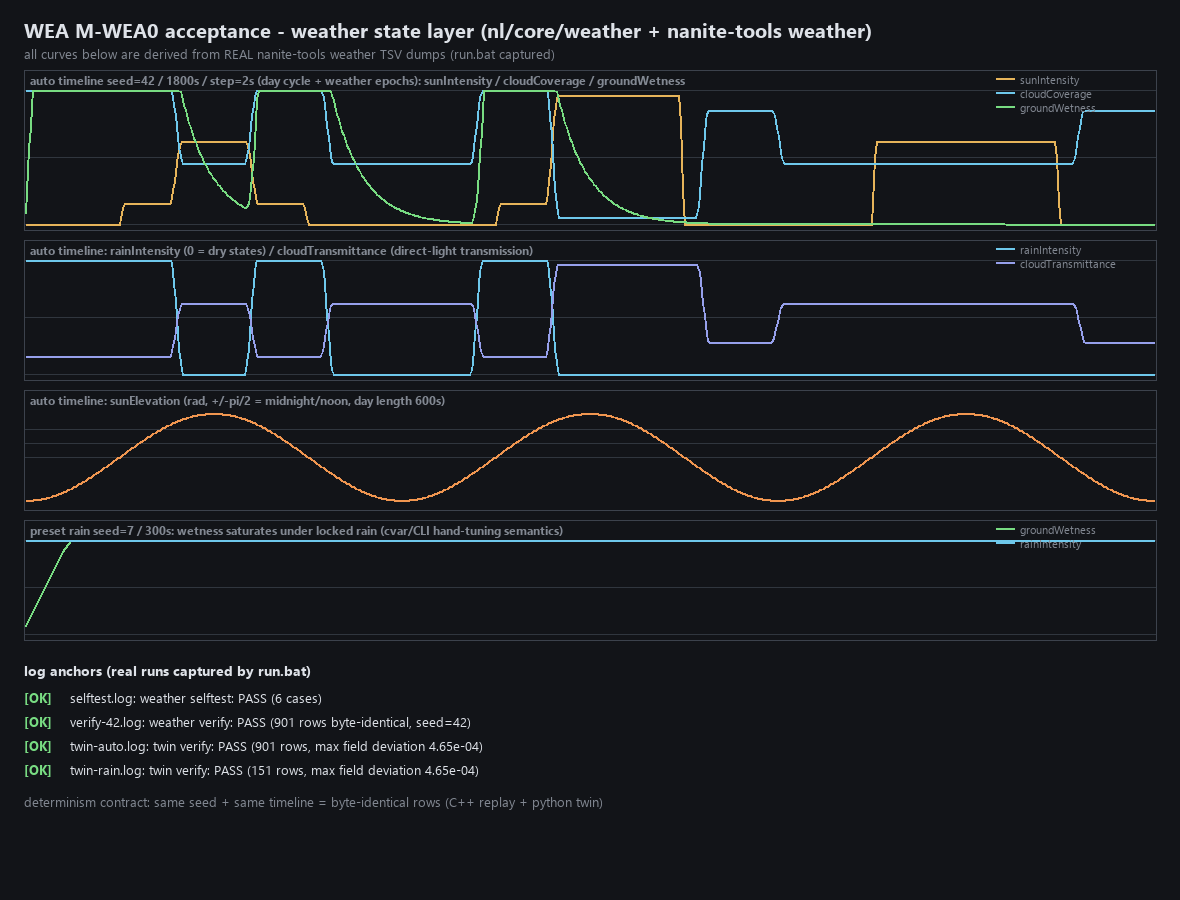 WEA M-WEA0 acceptance - weather state layer (nl/core/weather + nanite-tools weather)
all curves below are derived from REAL nanite-tools weather TSV dumps (run.bat captured)
auto timeline seed=42 / 1800s / step=2s (day cycle + weather epochs): sunIntensity / cloudCoverage / groundWetness
sunIntensity
cloudCoverage
groundWetness
auto timeline: rainIntensity (0 = dry states) / cloudTransmittance (direct-light transmission)
rainIntensity
cloudTransmittance
auto timeline: sunElevation (rad, +/-pi/2 = midnight/noon, day length 600s)
preset rain seed=7 / 300s: wetness saturates under locked rain (cvar/CLI hand-tuning semantics)
groundWetness
rainIntensity
log anchors (real runs captured by run.bat)
[OK] selftest.log: weather selftest: PASS (6 cases)
[OK] verify-42.log: weather verify: PASS (901 rows byte-identical, seed=42)
[OK] twin-auto.log: twin verify: PASS (901 rows, max field deviation 4.65e-04)
[OK] twin-rain.log: twin verify: PASS (151 rows, max field deviation 4.65e-04)
determinism contract: same seed + same timeline = byte-identical rows (C++ replay + python twin)